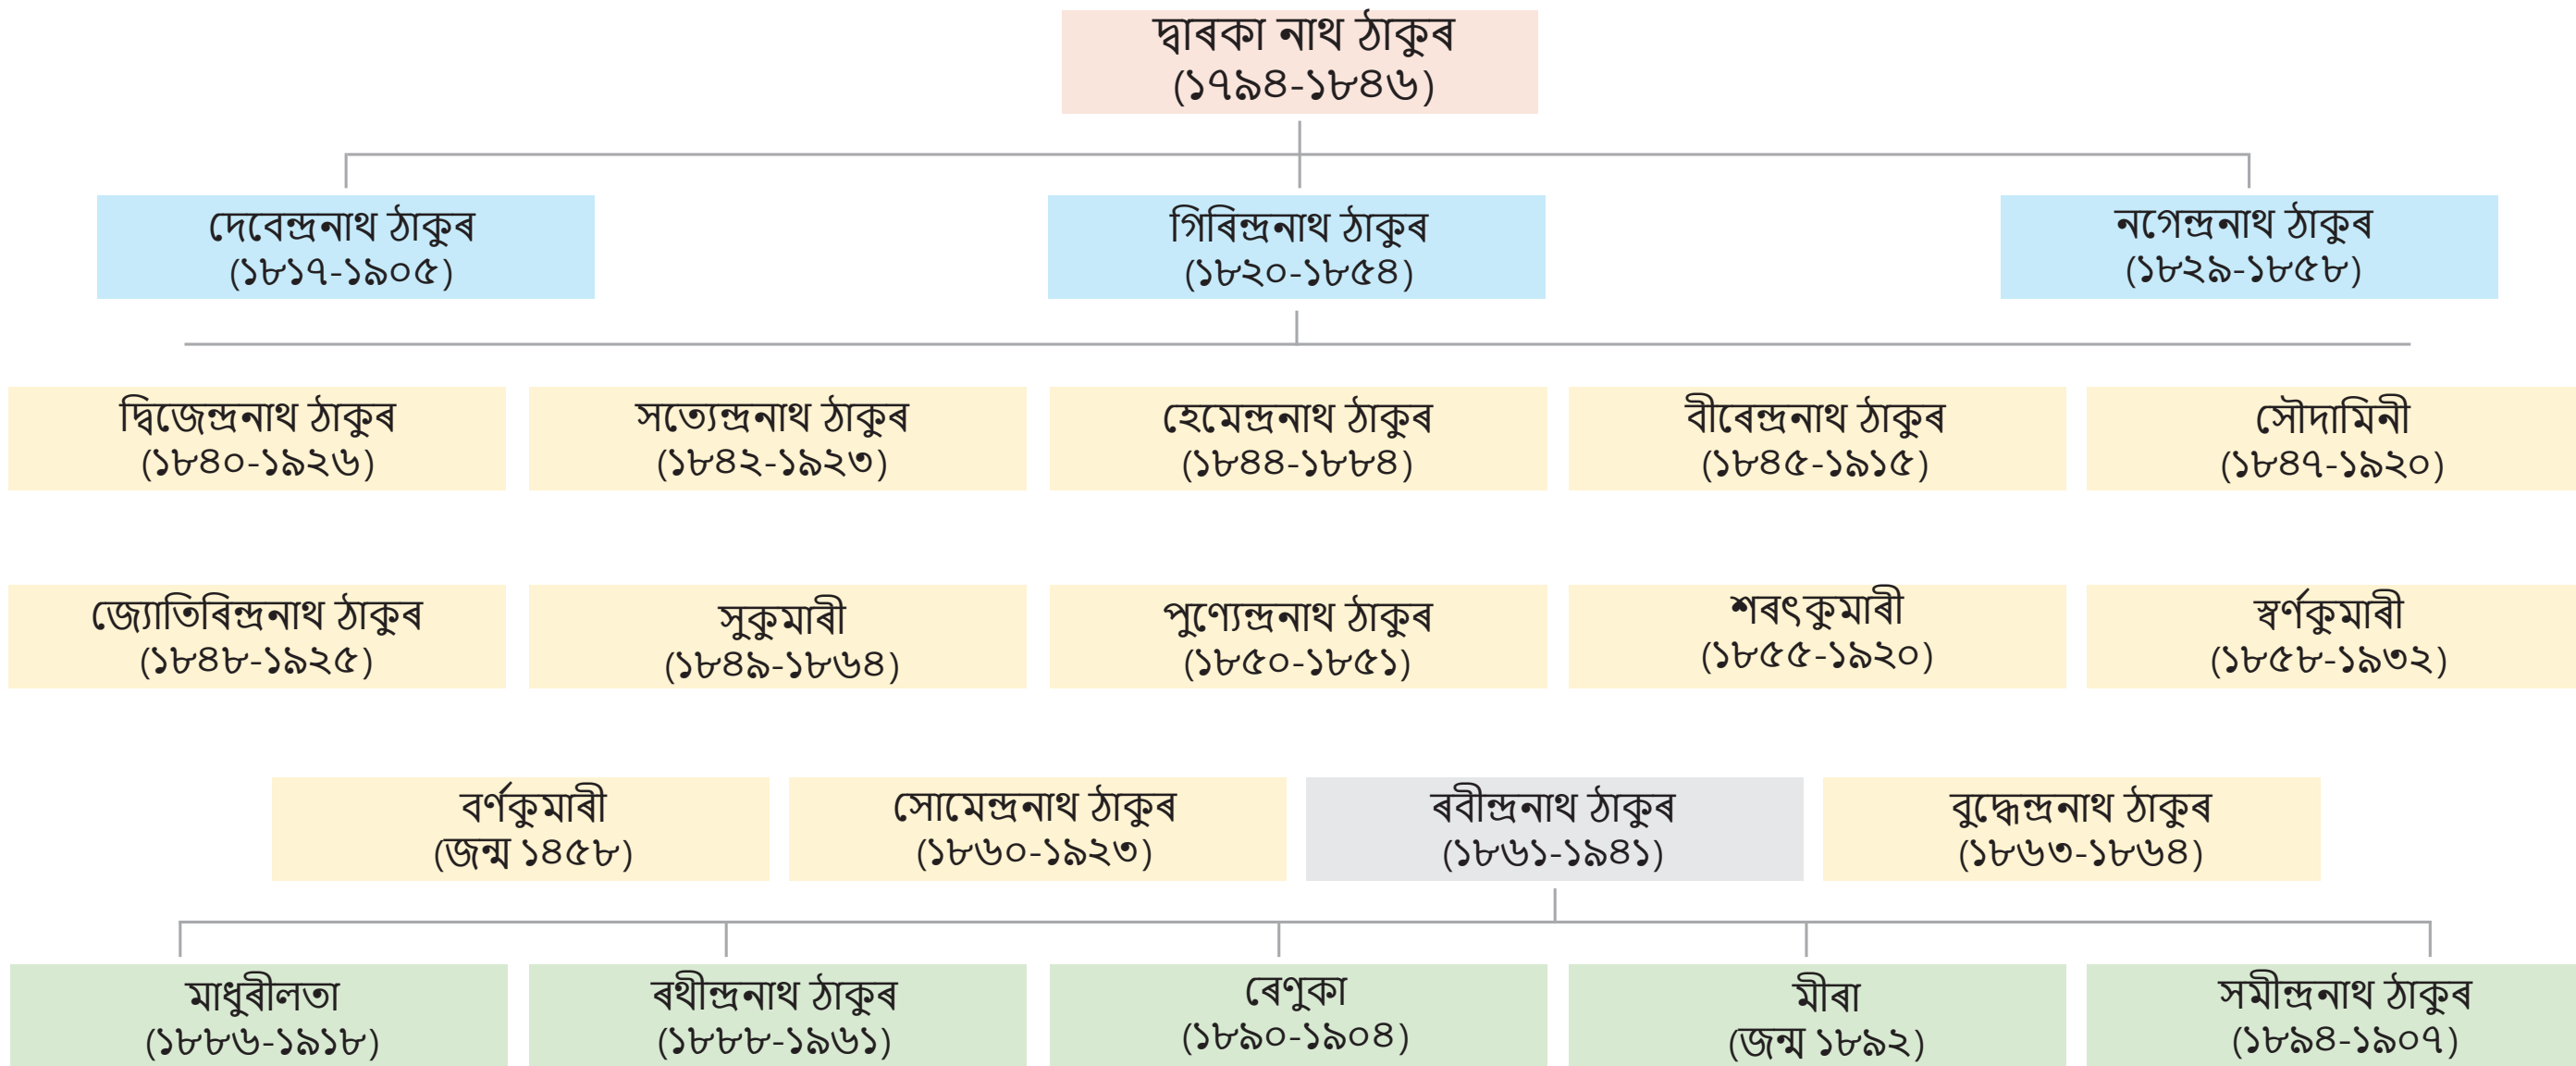 দ্বাৰকা নাথ ঠাকুৰ
(১৭৯৪-১৮৪৬)
দেবেন্দ্ৰনাথ ঠাকুৰ
(১৮১৭-১৯০৫)
গিৰিন্দ্ৰনাথ ঠাকুৰ
(১৮২০-১৮৫৪)
নগেন্দ্ৰনাথ ঠাকুৰ
(১৮২৯-১৮৫৮)
দ্বিজেন্দ্ৰনাথ ঠাকুৰ
(১৮৪০-১৯২৬)
সত্যেন্দ্ৰনাথ ঠাকুৰ
(১৮৪২-১৯২৩)
হেমেন্দ্ৰনাথ ঠাকুৰ
(১৮৪৪-১৮৮৪)
বীৰেন্দ্ৰনাথ ঠাকুৰ
(১৮৪৫-১৯১৫)
সৌদামিনী
(১৮৪৭-১৯২০)
জ্যোতিৰিন্দ্ৰনাথ ঠাকুৰ
(১৮৪৮-১৯২৫)
সুকুমাৰী
(১৮৪৯-১৮৬৪)
পুণ্যেন্দ্ৰনাথ ঠাকুৰ
(১৮৫০-১৮৫১)
শৰৎকুমাৰী
(১৮৫৫-১৯২০)
স্বৰ্ণকুমাৰী
(১৮৫৮-১৯৩২)
বৰ্ণকুমাৰী
(জন্ম ১৪৫৮)
সোমেন্দ্ৰনাথ ঠাকুৰ
(১৮৬০-১৯২৩)
ৰবীন্দ্ৰনাথ ঠাকুৰ
(১৮৬১-১৯৪১)
বুদ্ধেন্দ্ৰনাথ ঠাকুৰ
(১৮৬৩-১৮৬৪)
মাধুৰীলতা
(১৮৮৬-১৯১৮)
ৰথীন্দ্ৰনাথ ঠাকুৰ
(১৮৮৮-১৯৬১)
ৰেণুকা
(১৮৯০-১৯০৪)
মীৰা
(জন্ম ১৮৯২)
সমীন্দ্ৰনাথ ঠাকুৰ
(১৮৯৪-১৯০৭)